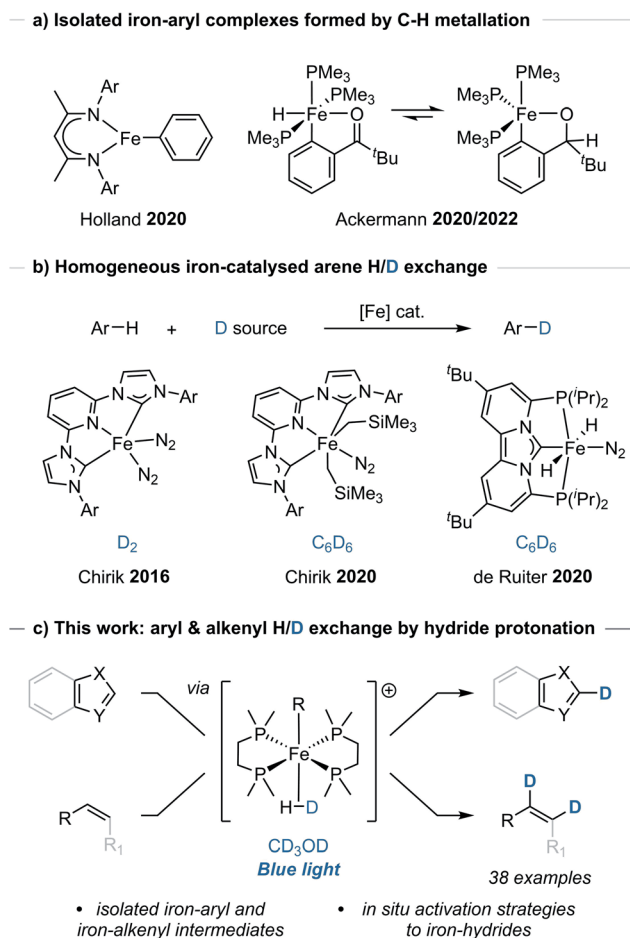 a) Isolated iron-aryl complexes formed by C-H metallation
Ar
N
Fe
N
Ar
PMe3
H
PMe3
Fe
O
Me3P
tBu
PMe3
Me3P
Fe
O
Me3P
H
tBu
Holland 2020
Ackermann 2020/2022
b) Homogeneous iron-catalysed arene H/D exchange
Ar–H + D source
[Fe] cat.
Ar–D
N
N
Ar
N
Fe
N2
N2
N
N
Ar
N
N
Ar
SiMe3
N
Fe
N2
N
N
SiMe3
Ar
tBu
P(iPr)2
N
H
Fe
N2
H
N
P(iPr)2
tBu
D2
C6D6
C6D6
Chirik 2016
Chirik 2020
de Ruiter 2020
c) This work: aryl & alkenyl H/D exchange by hydride protonation
X
Y
via
R
P
P
Fe
P
P
H–D
⊕
X
D
Y
R
R1
CD3OD
Blue light
D
D
R
R1
38 examples
• isolated iron-aryl and
iron-alkenyl intermediates
• in situ activation strategies
to iron-hydrides